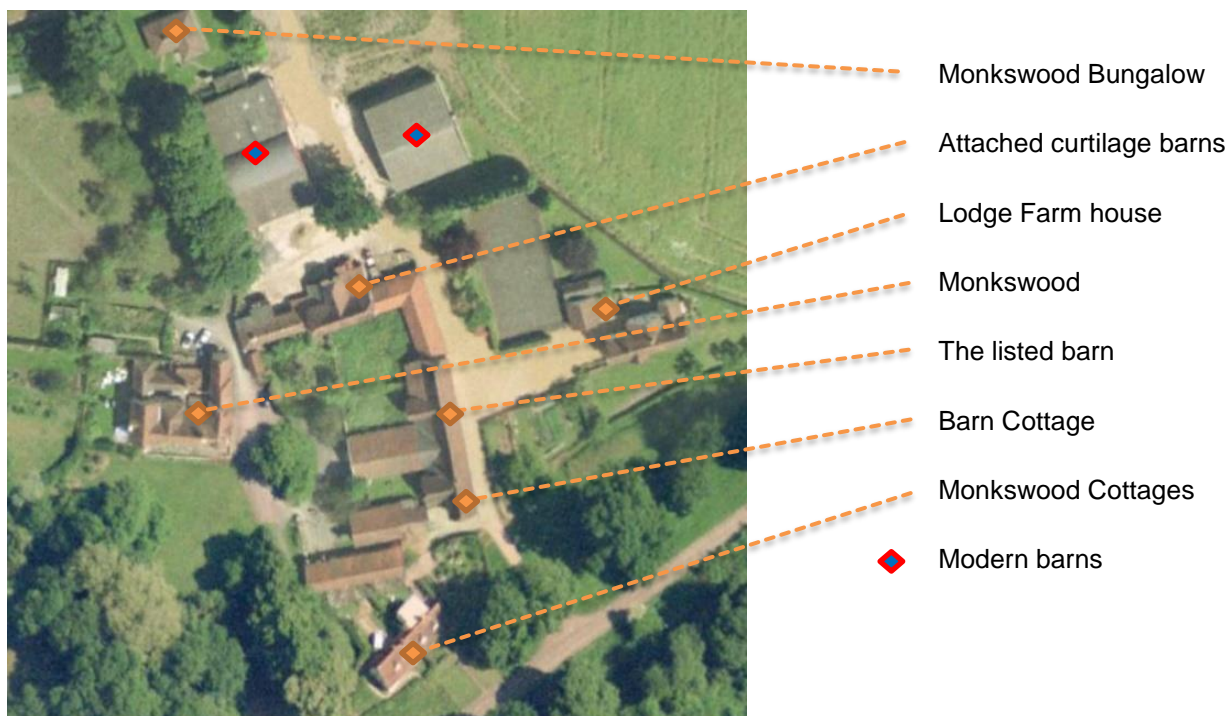 Monkswood Bungalow
Attached curtilage barns
Lodge Farm house
Monkswood
The listed barn
Barn Cottage
Monkswood Cottages
Modern barns